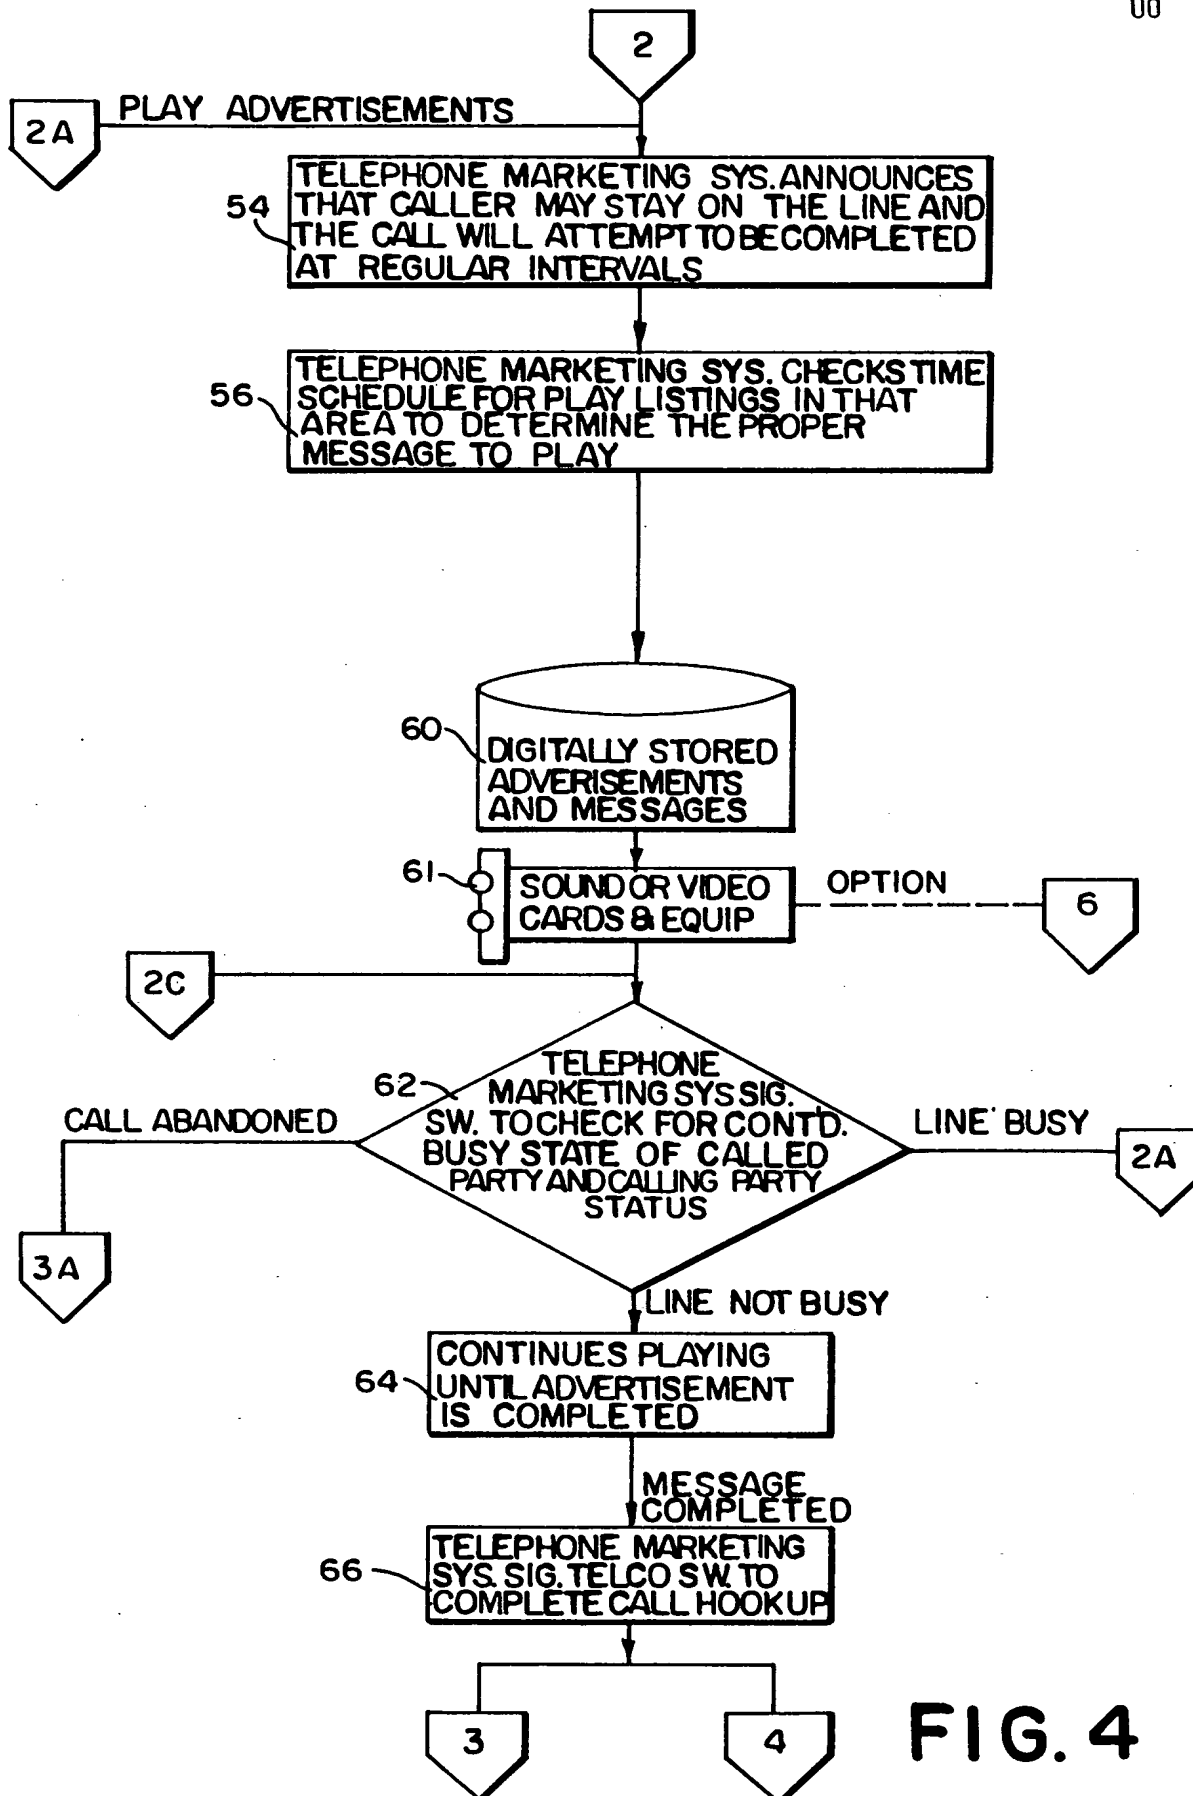 2
2A
PLAY ADVERTISEMENTS
54
TELEPHONE MARKETING SYS. ANNOUNCES
THAT CALLER MAY STAY ON THE LINE AND
THE CALL WILL ATTEMPT TO BE COMPLETED
AT REGULAR INTERVALS
56
TELEPHONE MARKETING SYS. CHECKS TIME
SCHEDULE FOR PLAY LISTINGS IN THAT
AREA TO DETERMINE THE PROPER
MESSAGE TO PLAY
60
DIGITALLY STORED
ADVERISEMENTS
AND MESSAGES
61
SOUND OR VIDEO
CARDS & EQUIP
OPTION
6
2C
62
TELEPHONE
MARKETING SYS SIG.
SW. TO CHECK FOR CONT'D.
BUSY STATE OF CALLED
PARTY AND CALLING PARTY
STATUS
CALL ABANDONED
3A
LINE BUSY
2A
LINE NOT BUSY
64
CONTINUES PLAYING
UNTIL ADVERTISEMENT
IS COMPLETED
MESSAGE
COMPLETED
66
TELEPHONE MARKETING
SYS. SIG. TELCO SW. TO
COMPLETE CALL HOOKUP
3
4
FIG. 4